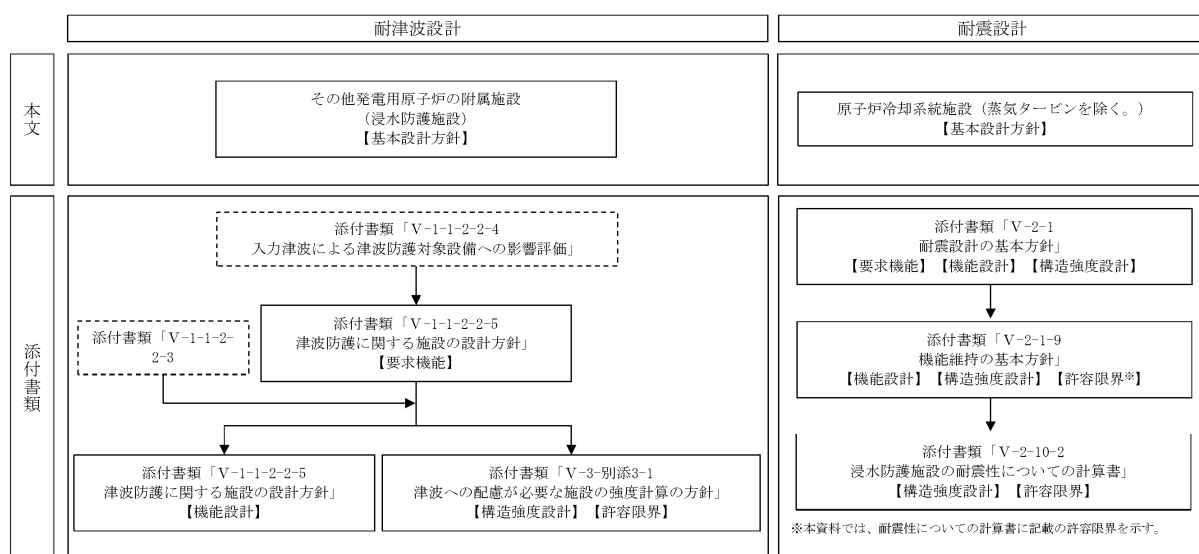 耐津波設計
耐震設計
本文
その他発電用原子炉の附属施設
(浸水防護施設)
【基本設計方針】
原子炉冷却系統施設（蒸気タービンを除く。）
【基本設計方針】
添付書類
添付書類「Ⅴ-1-1-2-2-4
入力津波による津波防護対象設備への影響評価」
添付書類「Ⅴ-1-1-2-
2-3
添付書類「Ⅴ-1-1-2-2-5
津波防護に関する施設の設計方針」
【要求機能】
添付書類「Ⅴ-1-1-2-2-5
津波防護に関する施設の設計方針」
【機能設計】
添付書類「Ⅴ-3-別添3-1
津波への配慮が必要な施設の強度計算の方針」
【構造強度設計】【許容限界】
添付書類「Ⅴ-2-1
耐震設計の基本方針」
【要求機能】【機能設計】【構造強度設計】
添付書類「Ⅴ-2-1-9
機能維持の基本方針」
【機能設計】【構造強度設計】【許容限界※】
添付書類「Ⅴ-2-10-2
浸水防護施設の耐震性についての計算書」
【構造強度設計】【許容限界】
※本資料では、耐震性についての計算書に記載の許容限界を示す。